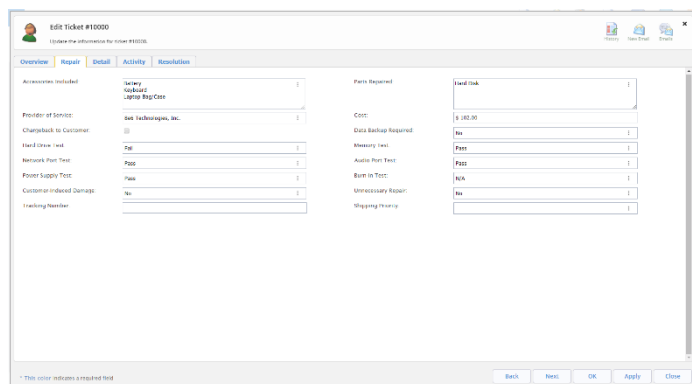 Edit Ticket #10000
Update the information for ticket #10000.
History New Email Emails
Overview Repair Detail Activity Resolution
Accessories Included Battery
Keyboard
Laptop Bag/Case
Parts Required Hard Disk
Provider of Service: Technologies, Inc.
Cost: $ 102.00
Chargeback to Customer
Data Backup Required: No
Hard Drive Test Fail
Memory Test Pass
Network Port Test: Pass
Audio Port Test: Pass
Power Supply Test: Pass
Burn In Test: N/A
Customer-Induced Damage: No
Unnecessary Repair: No
Tracking Number
Shipping Priority
* This color indicates a required field
Back Next OK Apply Close